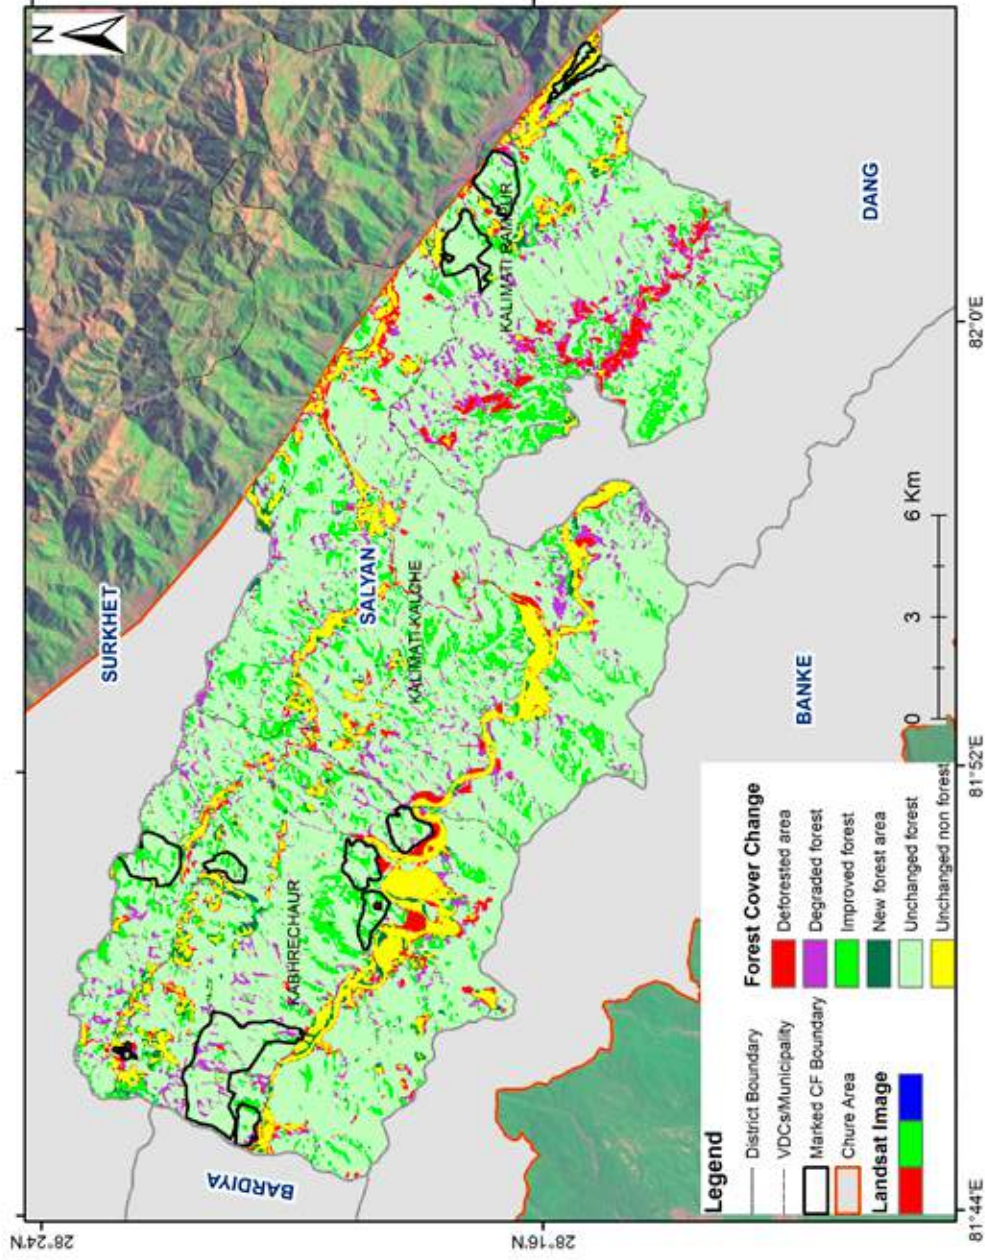 N
SURKHET
SALYAN
DANG
BANKE
BARDIYA
KALIMATI RAMPUR
KALIMATI KALCHE
KABHRECHAUR
28°24'N
28°16'N
81°44'E
81°52'E
82°0'E
0 3 6 Km
Legend
District Boundary
VDCs/Municipality
Marked CF Boundary
Chure Area
Landsat Image
Forest Cover Change
Deforested area
Degraded forest
Improved forest
New forest area
Unchanged forest
Unchanged non forest